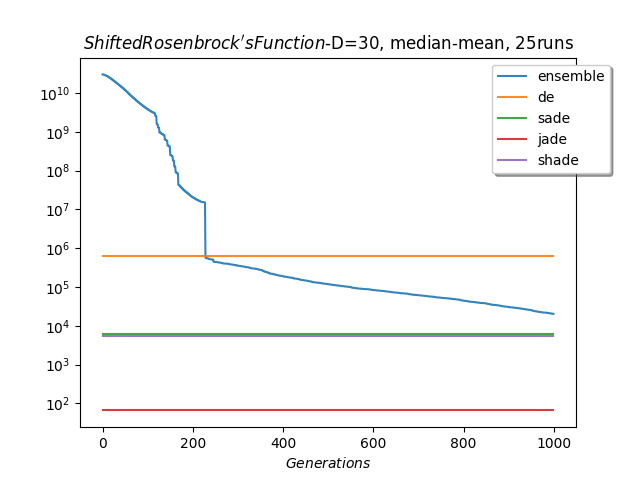 ShiftedRosenbrock'sFunction-D=30, median-mean, 25runs
ensemble
de
sade
jade
shade
10^10
10^9
10^8
10^7
10^6
10^5
10^4
10^3
10^2
0 200 400 600 800 1000
Generations